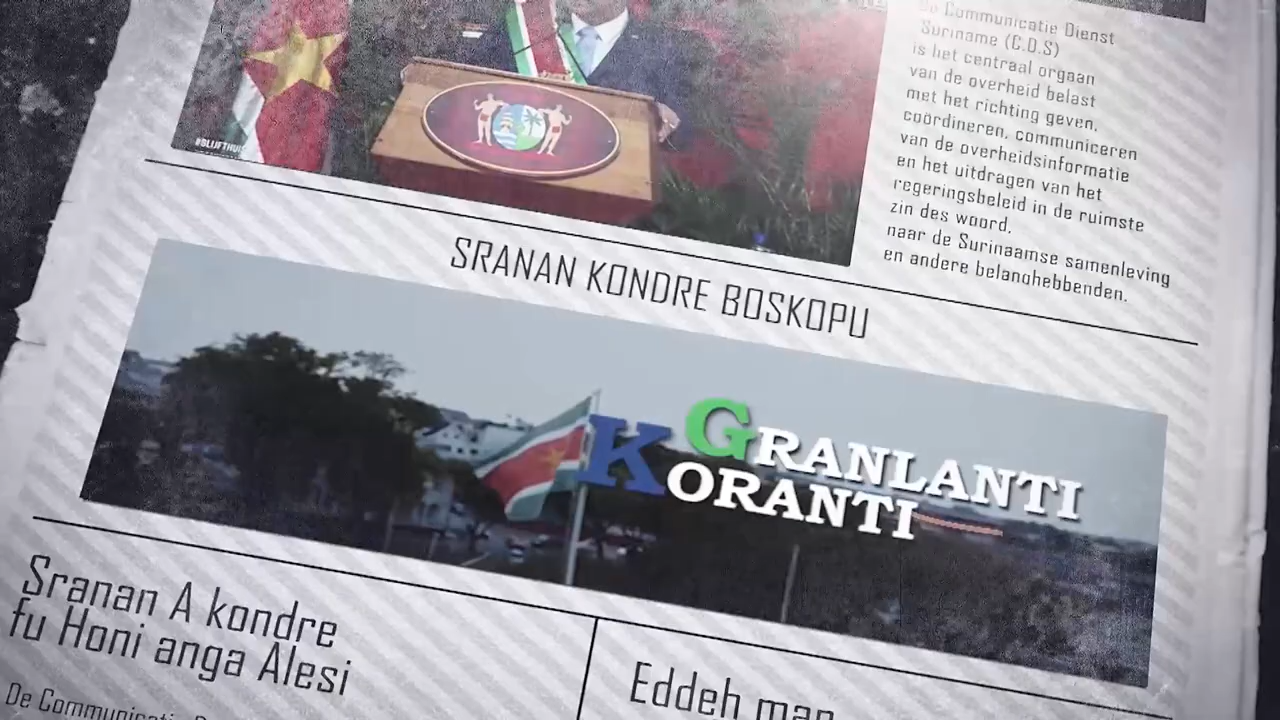 De Communicatie Dienst
Suriname (C.D.S)
is het centraal orgaan
van de overheid belast
met het richting geven,
coördineren, communiceren
van de overheidsinformatie
en het uitdragen van het
regeringsbeleid in de ruimste
zin des woord,
naar de Surinaamse samenleving
en andere belanghebbenden.
SRANAN KONDRE BOSKOPU
GRANLANTI
KORANTI
Sranan A kondre
fu Honi anga Alesi
De Communicatie
Eddeh man